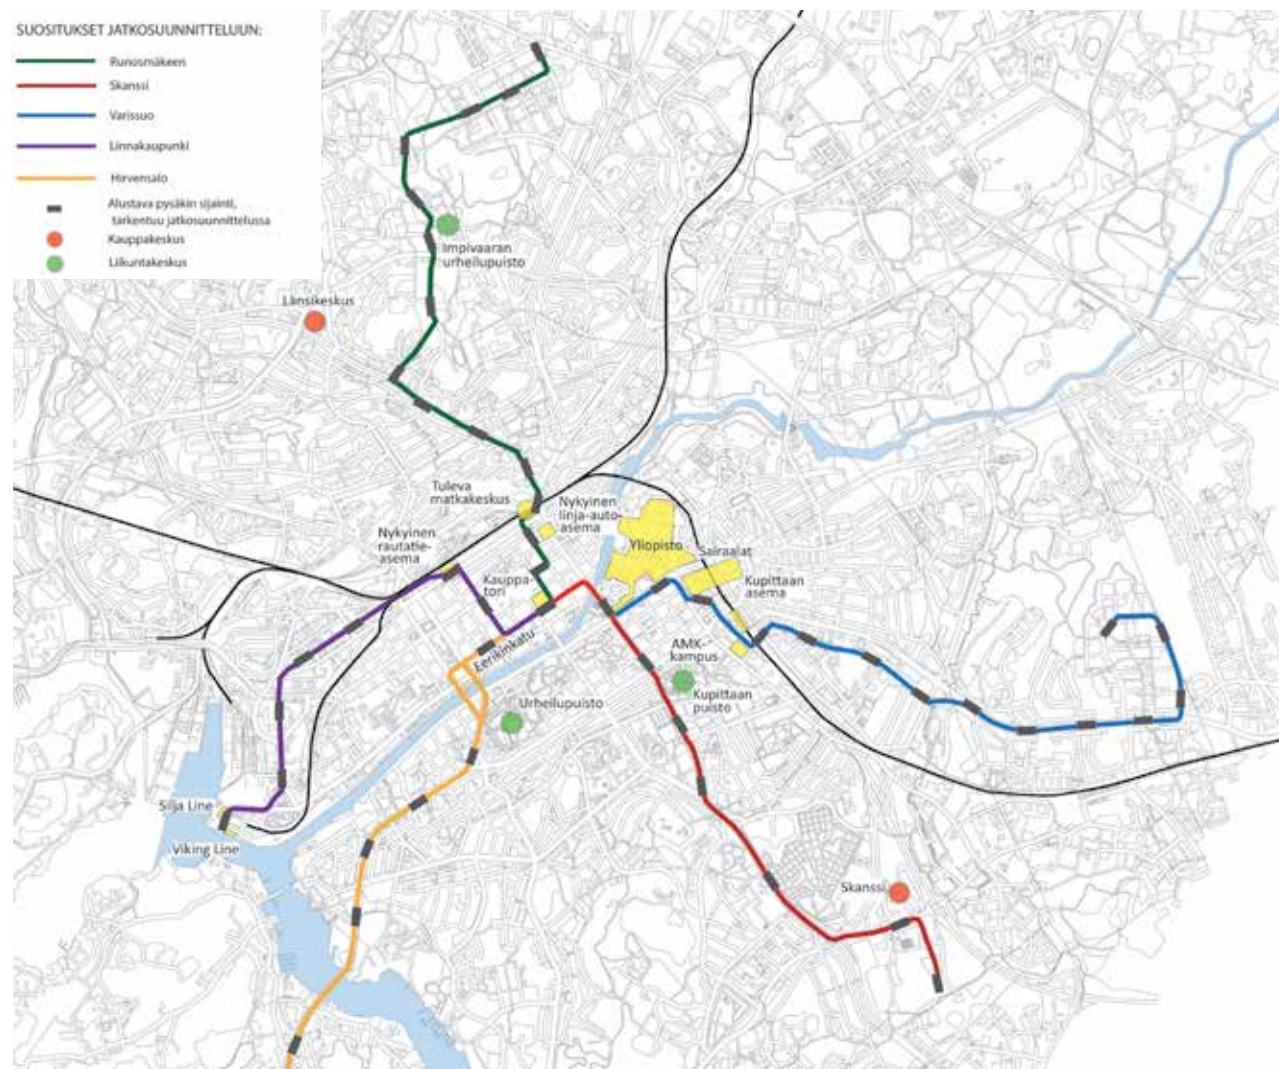 SUOSITUKSET JATKOSUUNNITTELUUN:
Runosmäkeen
Skanssi
Varissuo
Linnakaupunki
Hirvensalo
Alustava pysäkin sijainti,
tarkentuu jatkosuunnittelussa
Kauppakeskus
Liikuntakeskus
Impivaaran
urheilupuisto
Länsikeskus
Tuleva
matkakeskus
Nykyinen
linja-auto-
asema
Nykyinen
rautatie-
asema
Yliopisto
Sairaalat
Kauppa-
tori
Kupittaan
asema
Eerikinkatu
AMK-
kampus
Kupittaan
puisto
Urheilupuisto
Silja Line
Viking Line
Skanssi